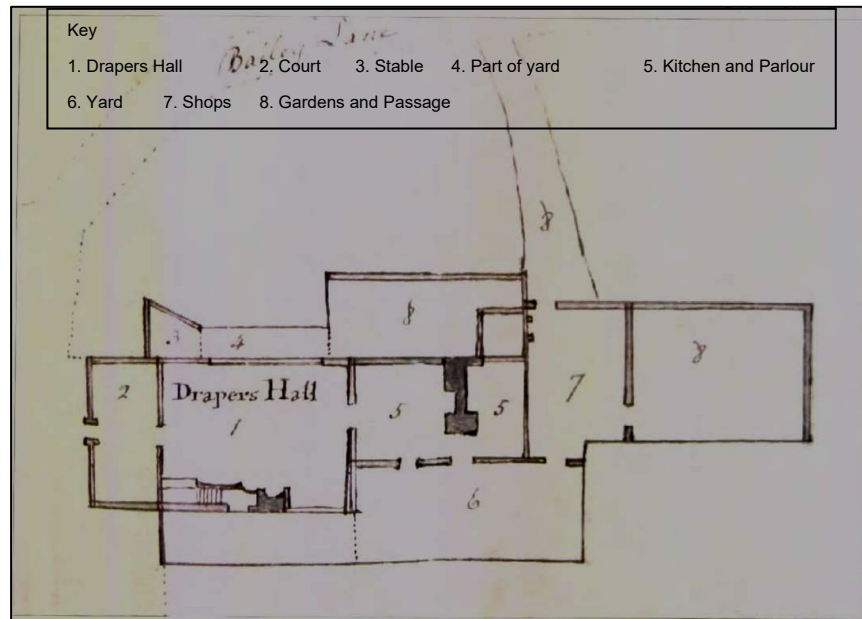 Key
Bailey Lane
1. Drapers Hall 2. Court 3. Stable 4. Part of yard 5. Kitchen and Parlour
6. Yard 7. Shops 8. Gardens and Passage
8
8
3 4
8
2 Drapers Hall
1 5 5 7
6